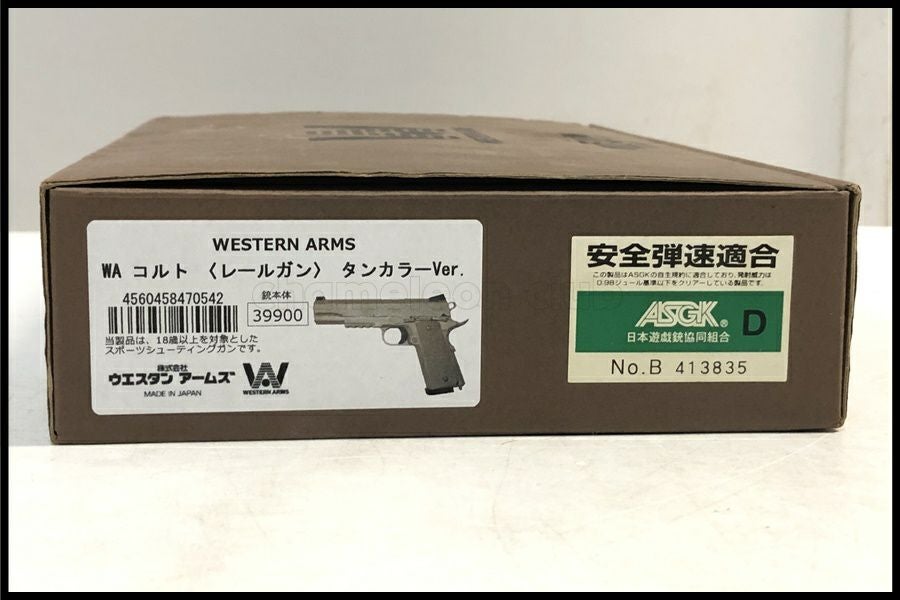 WESTERN ARMS
WA コルト 〈レールガン〉 タンカラーVer.
4560458470542
銃本体
39900
当製品は、18歳以上を対象とした
スポーツシューティングガンです。
株式会社
ウエスタン アームズ
MADE IN JAPAN
WESTERN ARMS
安全弾速適合
この製品はASGKの自主規約に適合しており、発射威力は
0.98ジュール基準以下をクリアーしている製品です。
ASGK® D
日本遊戯銃協同組合
No.B 413835